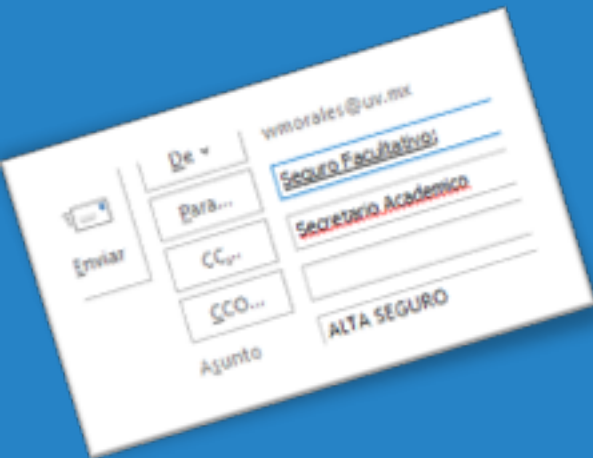 De
wmorales@uv.mx
Enviar
Para...
Seguro Facultativo;
CC...
Secretario Academico
CCO...
Asunto
ALTA SEGURO